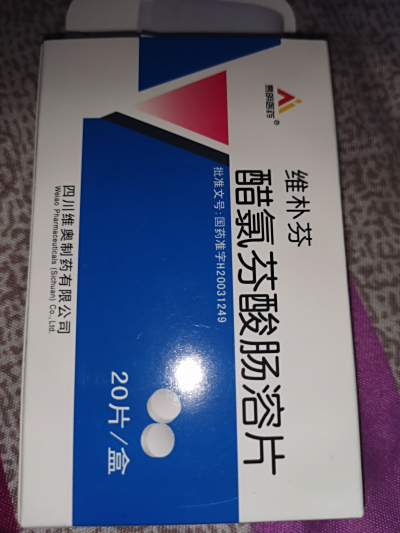 景明医药®
维朴芬
醋氯芬酸肠溶片
批准文号:国药准字H20031249
20片/盒
四川维奥制药有限公司
Weiao Pharmaceuticals (Sichuan) Co., Ltd.